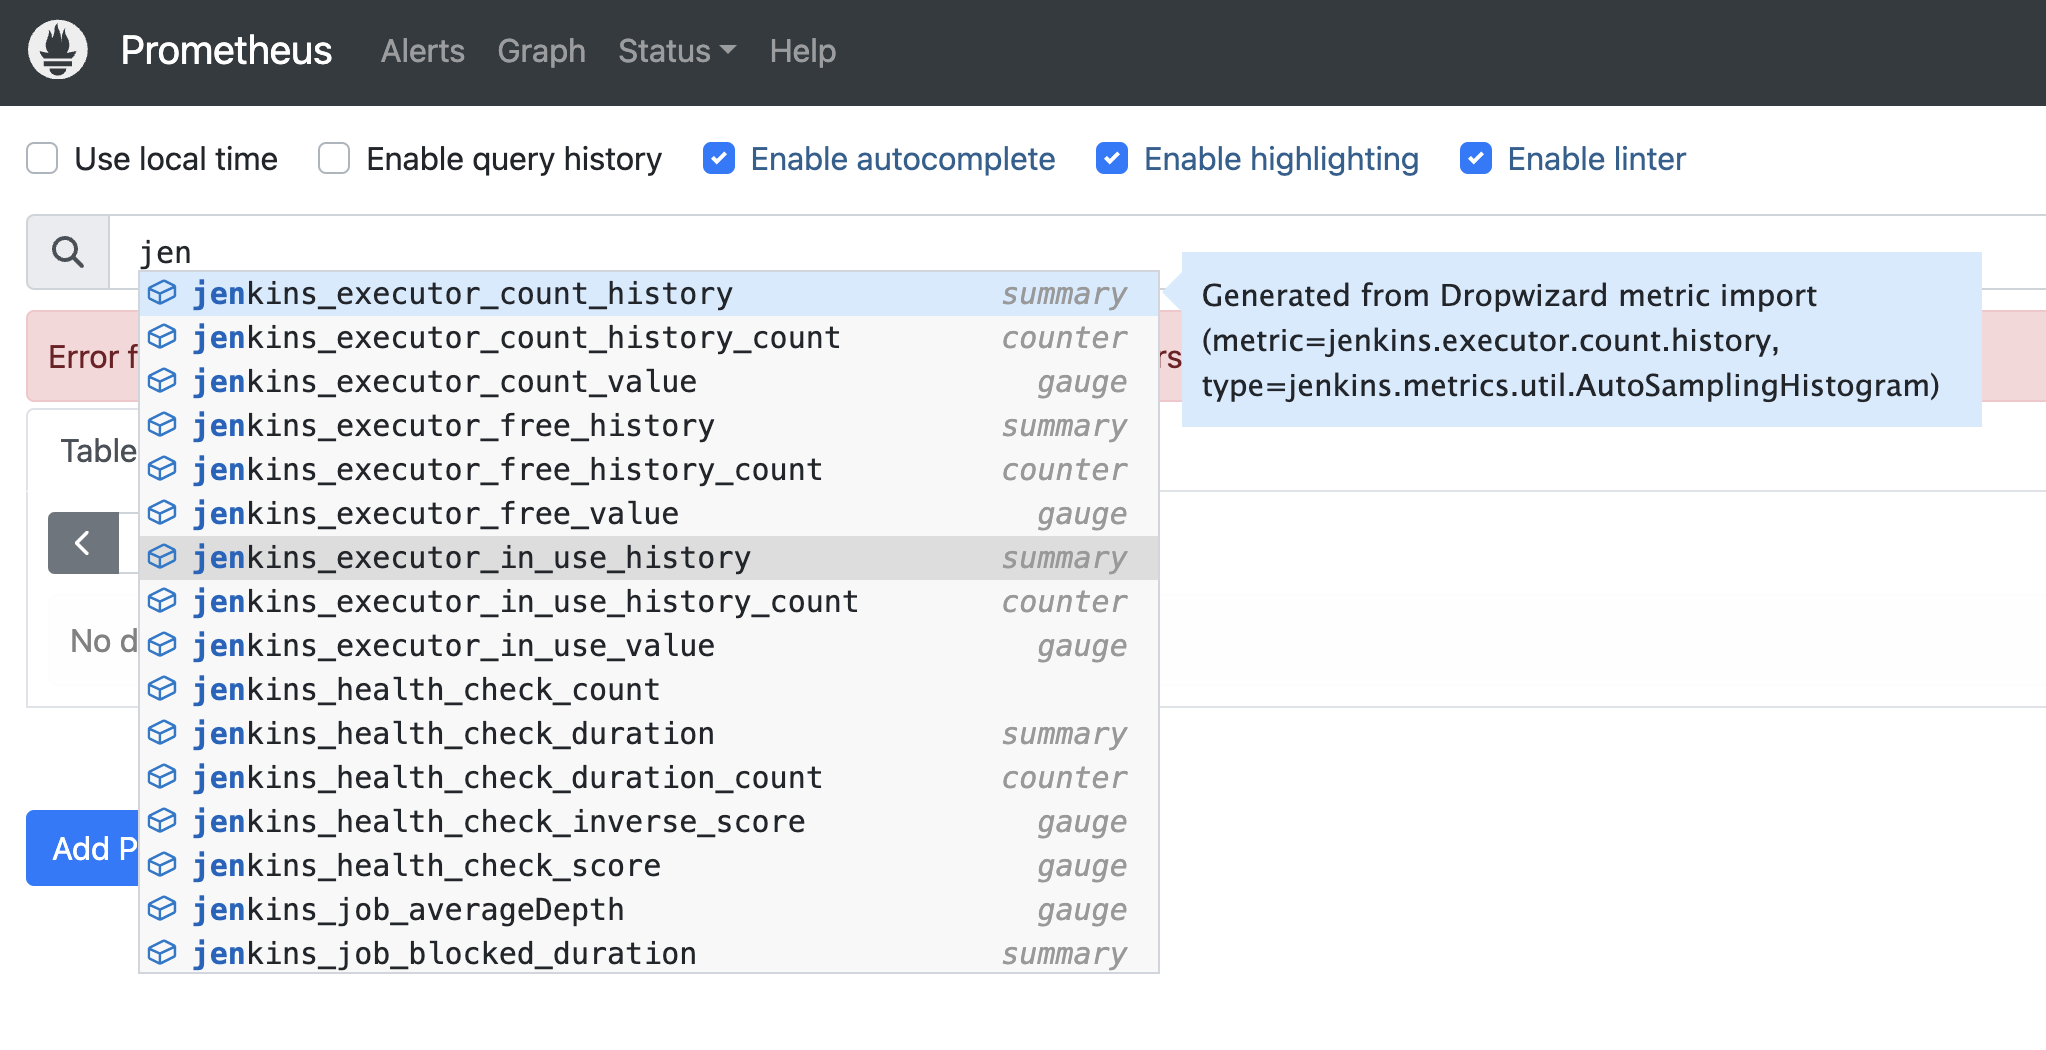 Prometheus Alerts Graph Status Help
Use local time Enable query history Enable autocomplete Enable highlighting Enable linter
jen
jenkins_executor_count_history summary
jenkins_executor_count_history_count counter
jenkins_executor_count_value gauge
jenkins_executor_free_history summary
jenkins_executor_free_history_count counter
jenkins_executor_free_value gauge
jenkins_executor_in_use_history summary
jenkins_executor_in_use_history_count counter
jenkins_executor_in_use_value gauge
jenkins_health_check_count
jenkins_health_check_duration summary
jenkins_health_check_duration_count counter
jenkins_health_check_inverse_score gauge
jenkins_health_check_score gauge
jenkins_job_averageDepth gauge
jenkins_job_blocked_duration summary
Generated from Dropwizard metric import
(metric=jenkins.executor.count.history,
type=jenkins.metrics.util.AutoSamplingHistogram)
Error
Table
No
Add